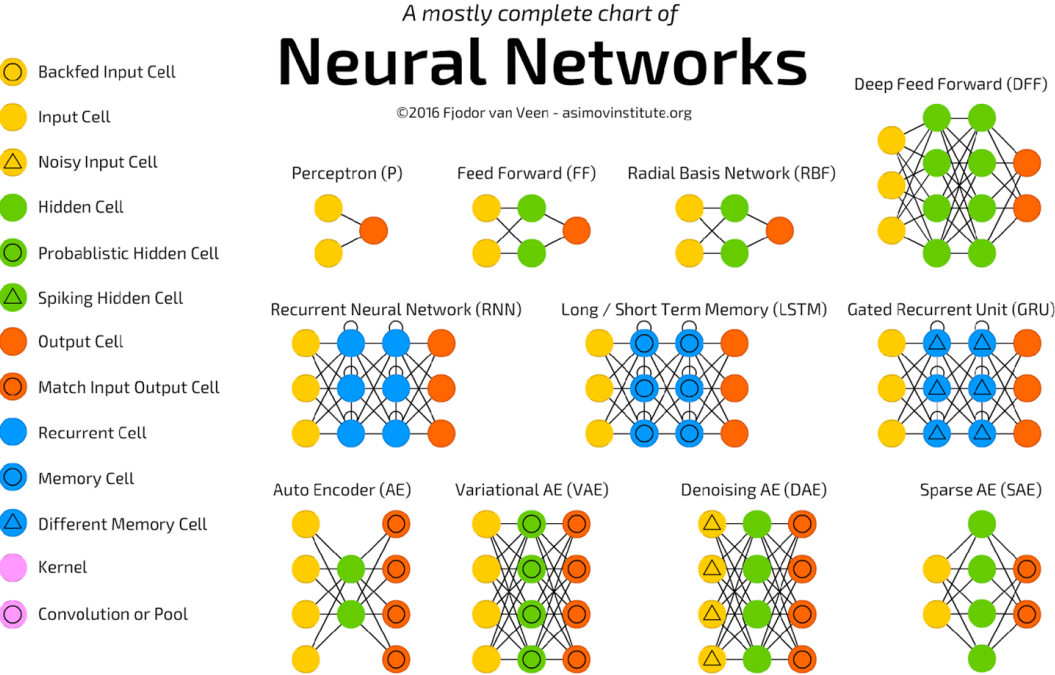 A mostly complete chart of
Neural Networks
©2016 Fjodor van Veen - asimovinstitute.org
Backfed Input Cell
Input Cell
Noisy Input Cell
Hidden Cell
Probablistic Hidden Cell
Spiking Hidden Cell
Output Cell
Match Input Output Cell
Recurrent Cell
Memory Cell
Different Memory Cell
Kernel
Convolution or Pool
Deep Feed Forward (DFF)
Perceptron (P)
Feed Forward (FF)
Radial Basis Network (RBF)
Recurrent Neural Network (RNN)
Long / Short Term Memory (LSTM)
Gated Recurrent Unit (GRU)
Auto Encoder (AE)
Variational AE (VAE)
Denoising AE (DAE)
Sparse AE (SAE)